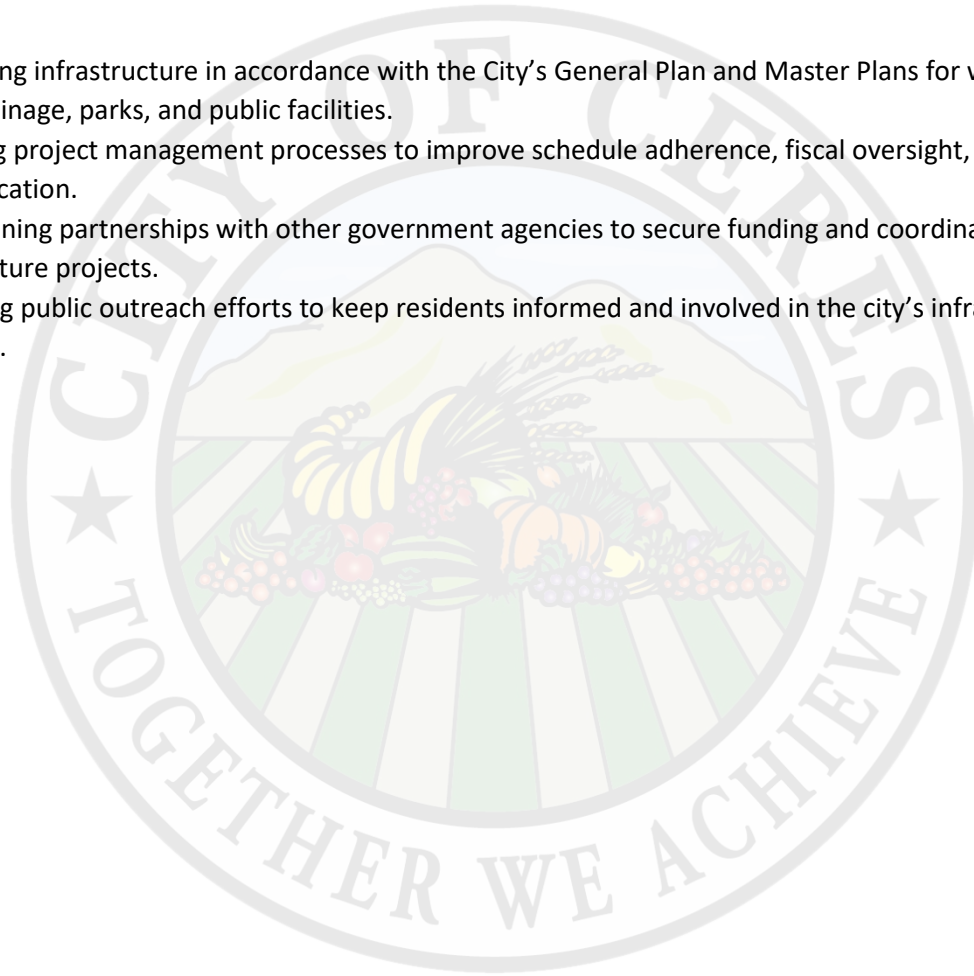 ng infrastructure in accordance with the City's General Plan and Master Plans for w
inage, parks, and public facilities.
g project management processes to improve schedule adherence, fiscal oversight,
cation.
ning partnerships with other government agencies to secure funding and coordina
ture projects.
g public outreach efforts to keep residents informed and involved in the city's infra
.
CITY OF CERES
TOGETHER WE ACHIEVE